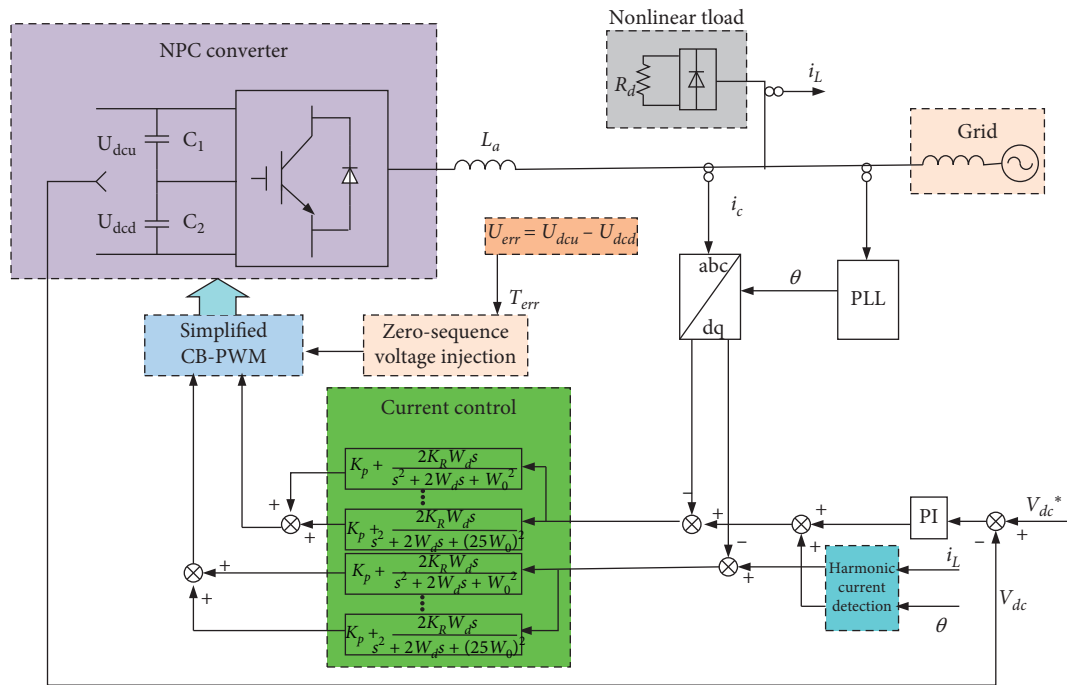 NPC converter
U_dcu
C_1
U_dcd
C_2
L_a
Nonlinear tload
R_d
i_L
Grid
i_c
U_err = U_dcu – U_dcd
T_err
abc
dq
θ
PLL
Simplified
CB-PWM
Zero-sequence
voltage injection
Current control
K_p + 2K_R W_d s / s^2 + 2W_d s + W_0^2
K_p + 2K_R W_d s / s^2 + 2W_d s + (25W_0)^2
K_p + 2K_R W_d s / s^2 + 2W_d s + W_0^2
K_p + 2K_R W_d s / s^2 + 2W_d s + (25W_0)^2
+
+
+
+
–
+
–
+
+
+
PI
–
+
V_dc*
Harmonic
current
detection
i_L
θ
V_dc